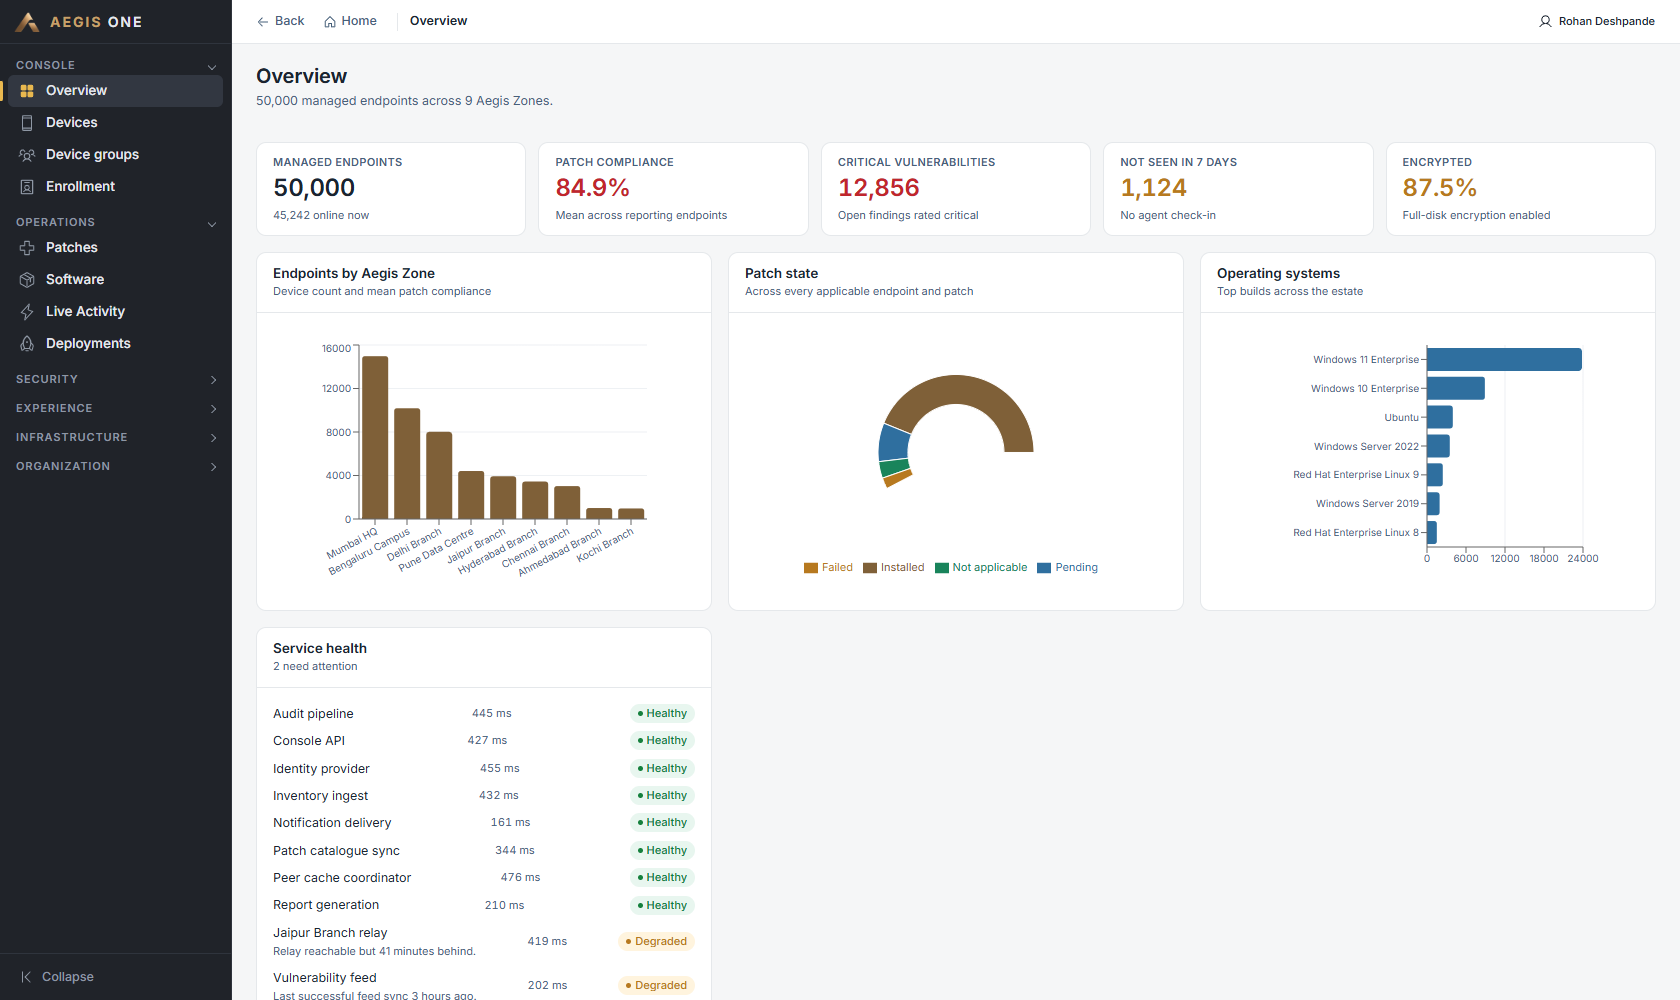 AEGIS ONE
Back
Home
Overview
Rohan Deshpande
CONSOLE
Overview
Devices
Device groups
Enrollment
OPERATIONS
Patches
Software
Live Activity
Deployments
SECURITY
EXPERIENCE
INFRASTRUCTURE
ORGANIZATION
Collapse
Overview
50,000 managed endpoints across 9 Aegis Zones.
MANAGED ENDPOINTS
50,000
45,242 online now
PATCH COMPLIANCE
84.9%
Mean across reporting endpoints
CRITICAL VULNERABILITIES
12,856
Open findings rated critical
NOT SEEN IN 7 DAYS
1,124
No agent check-in
ENCRYPTED
87.5%
Full-disk encryption enabled
Endpoints by Aegis Zone
Device count and mean patch compliance
16000
12000
8000
4000
0
Mumbai HQ
Bengaluru Campus
Delhi Branch
Pune Data Centre
Jaipur Branch
Hyderabad Branch
Chennai Branch
Ahmedabad Branch
Kochi Branch
Patch state
Across every applicable endpoint and patch
Failed
Installed
Not applicable
Pending
Operating systems
Top builds across the estate
Windows 11 Enterprise
Windows 10 Enterprise
Ubuntu
Windows Server 2022
Red Hat Enterprise Linux 9
Windows Server 2019
Red Hat Enterprise Linux 8
0 6000 12000 18000 24000
Service health
2 need attention
Audit pipeline 445 ms Healthy
Console API 427 ms Healthy
Identity provider 455 ms Healthy
Inventory ingest 432 ms Healthy
Notification delivery 161 ms Healthy
Patch catalogue sync 344 ms Healthy
Peer cache coordinator 476 ms Healthy
Report generation 210 ms Healthy
Jaipur Branch relay 419 ms Degraded
Relay reachable but 41 minutes behind.
Vulnerability feed 202 ms Degraded
Last successful feed sync 3 hours ago.